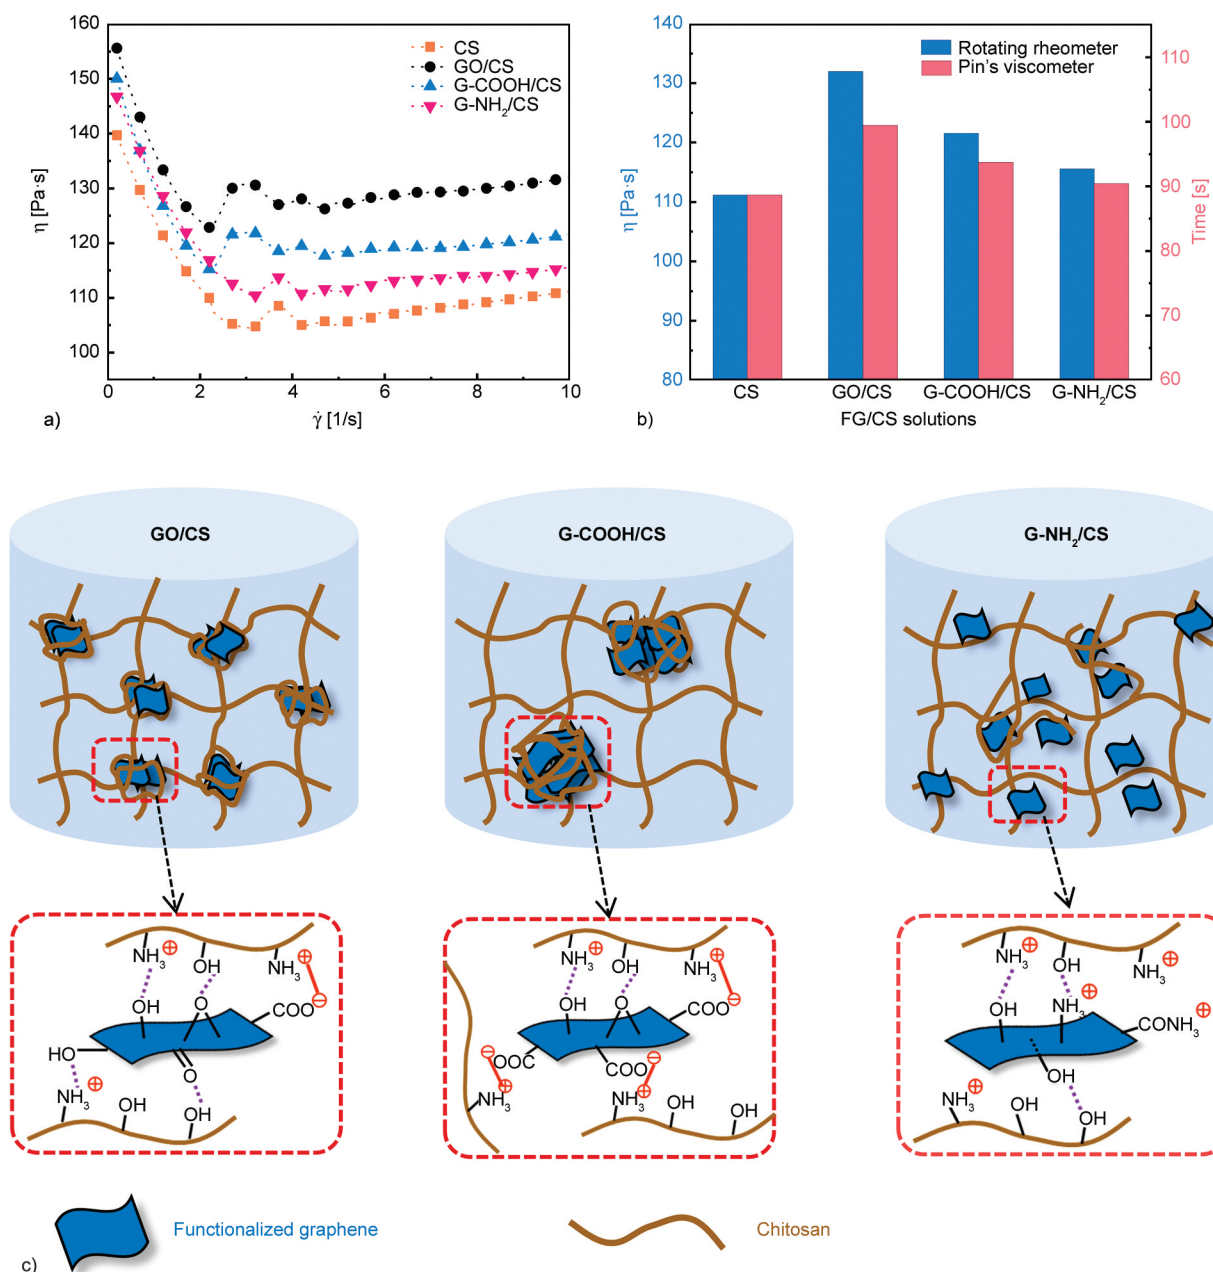 160
150
140
130
120
110
100
η [Pa·s]
CS
GO/CS
G-COOH/CS
G-NH2/CS
0
2
4
6
8
10
γ̇ [1/s]
a)
140
130
120
110
100
90
80
η [Pa·s]
Rotating rheometer
Pin's viscometer
110
100
90
80
70
60
Time [s]
CS
GO/CS
G-COOH/CS
G-NH2/CS
FG/CS solutions
b)
GO/CS
G-COOH/CS
G-NH2/CS
NH3 ⊕
OH
NH3 ⊕
OH
O
COO ⊖
HO
O
NH3 ⊕
OH
OH
NH3 ⊕
OH
NH3 ⊕
OH
O
COO ⊖
⊖ OOC
COO ⊖
NH3 ⊕
NH3 ⊕
OH
OH
NH3 ⊕
OH
NH3 ⊕
OH
NH3 ⊕
CONH3 ⊕
OH
NH3 ⊕
OH
OH
Functionalized graphene
Chitosan
c)